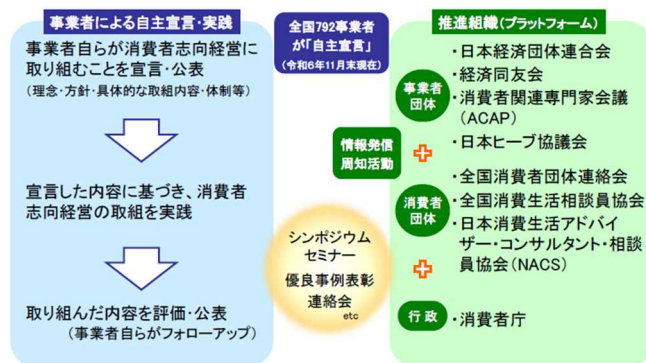 事業者による自主宣言・実践
事業者自らが消費者志向経営に
取り組むことを宣言・公表
(理念・方針・具体的な取組内容・体制等)
宣言した内容に基づき、消費者
志向経営の取組を実践
取り組んだ内容を評価・公表
(事業者自らがフォローアップ)
全国792事業者
が「自主宣言」
(令和6年11月末現在)
情報発信
周知活動
シンポジウム
セミナー
優良事例表彰
連絡会
etc
推進組織(プラットフォーム)
事業者
団体
・日本経済団体連合会
・経済同友会
・消費者関連専門家会議
(ACAP)
・日本ヒーブ協議会
消費者
団体
・全国消費者団体連絡会
・全国消費生活相談員協会
・日本消費生活アドバイ
ザー・コンサルタント・相談
員協会(NACS)
行政
・消費者庁